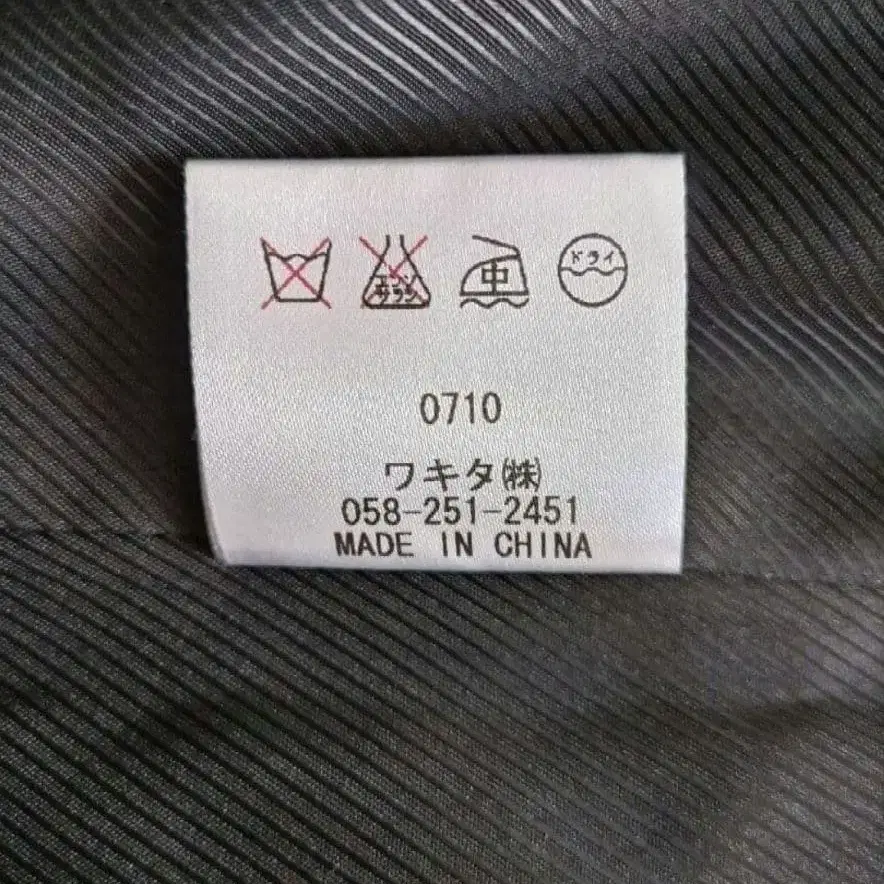 エンソ
サラシ
中
ドライ
0710
ワキタ㈱
058-251-2451
MADE IN CHINA